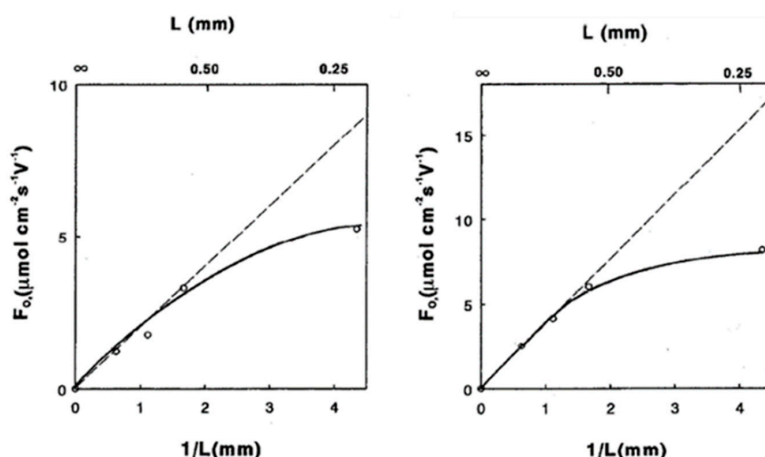 L (mm)
∞ 0.50 0.25
10
5
0
F₀,(μmol cm⁻²s⁻¹V⁻¹)
0 1 2 3 4
1/L(mm)
L (mm)
∞ 0.50 0.25
15
10
5
0
F₀,(μmol cm⁻²s⁻¹V⁻¹)
0 1 2 3 4
1/L(mm)